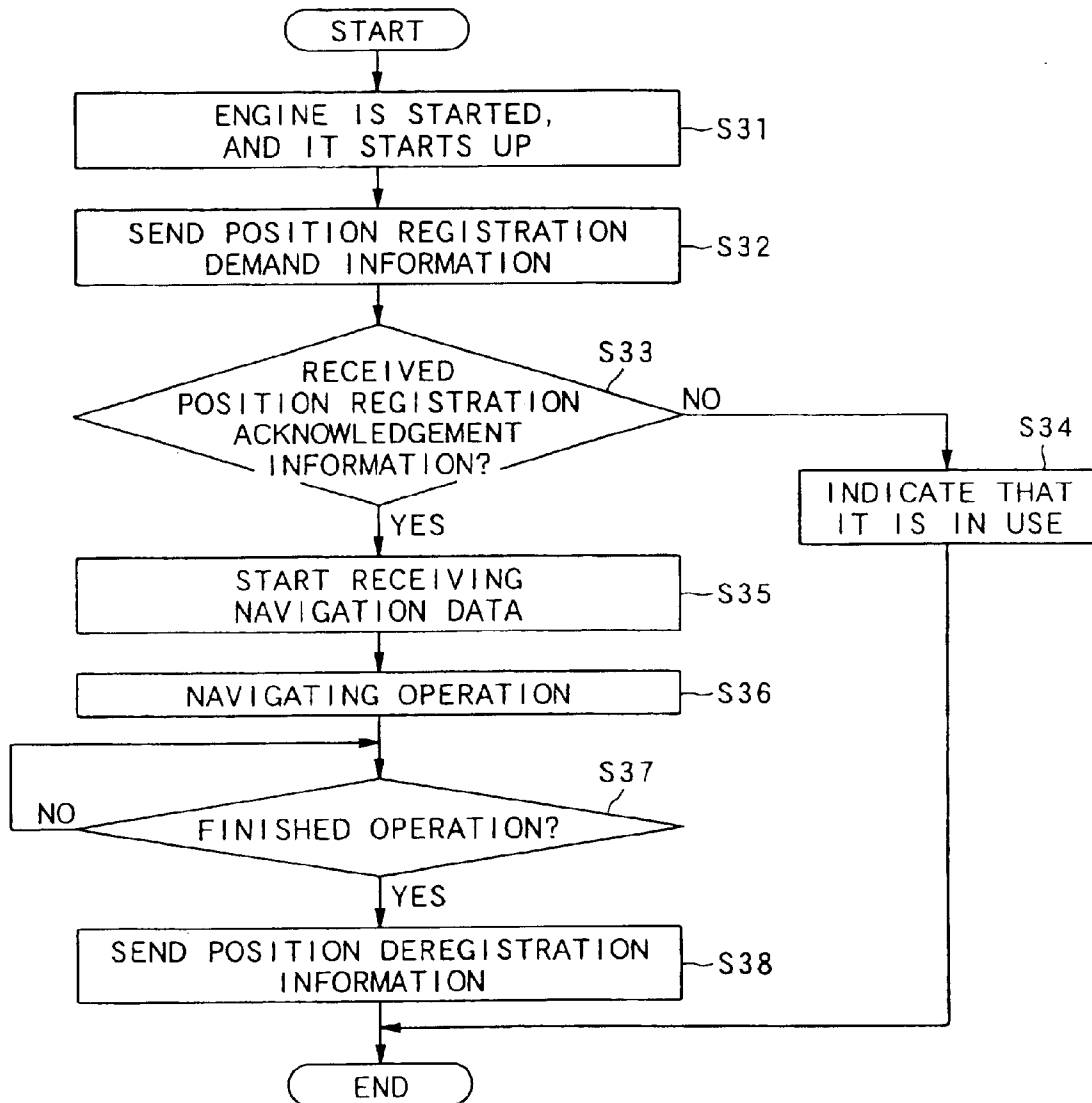 START
ENGINE IS STARTED,
AND IT STARTS UP
S31
SEND POSITION REGISTRATION
DEMAND INFORMATION
S32
S33
RECEIVED
POSITION REGISTRATION
ACKNOWLEDGEMENT
INFORMATION?
NO
YES
S34
INDICATE THAT
IT IS IN USE
START RECEIVING
NAVIGATION DATA
S35
NAVIGATING OPERATION
S36
S37
NO
FINISHED OPERATION?
YES
SEND POSITION DEREGISTRATION
INFORMATION
S38
END